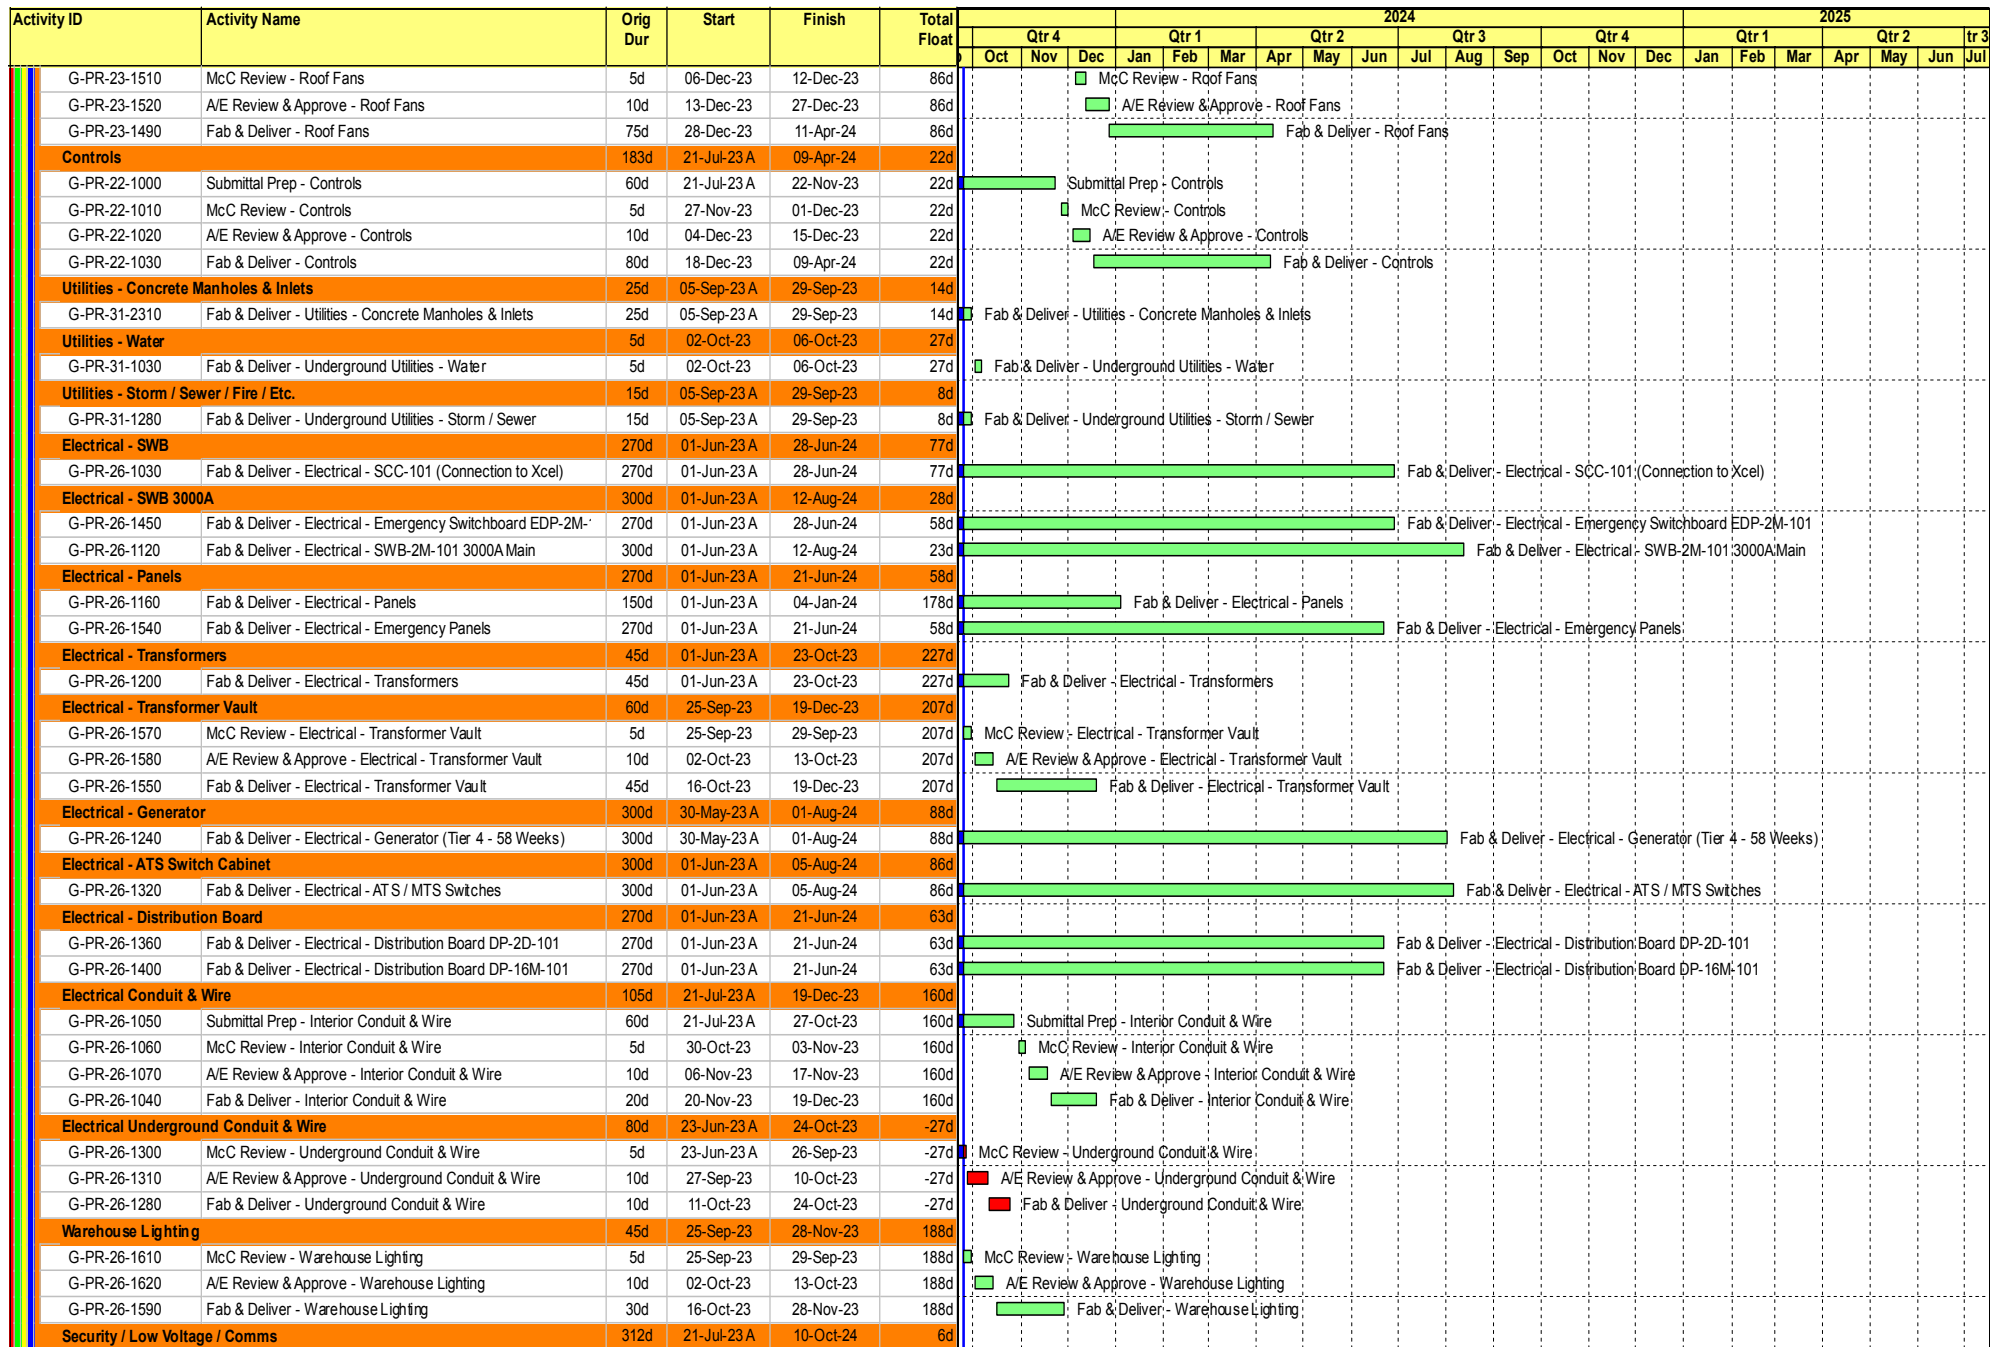 Activity ID Activity Name Orig Dur Start Finish Total Float 2024 2025
Qtr 4 Qtr 1 Qtr 2 Qtr 3 Qtr 4 Qtr 1 Qtr 2 tr 3
Oct Nov Dec Jan Feb Mar Apr May Jun Jul Aug Sep Oct Nov Dec Jan Feb Mar Apr May Jun Jul
G-PR-23-1510 McC Review - Roof Fans 5d 06-Dec-23 12-Dec-23 86d McC Review - Roof Fans
G-PR-23-1520 A/E Review & Approve - Roof Fans 10d 13-Dec-23 27-Dec-23 86d A/E Review & Approve - Roof Fans
G-PR-23-1490 Fab & Deliver - Roof Fans 75d 28-Dec-23 11-Apr-24 86d Fab & Deliver - Roof Fans
Controls 183d 21-Jul-23 A 09-Apr-24 22d
G-PR-22-1000 Submittal Prep - Controls 60d 21-Jul-23 A 22-Nov-23 22d Submittal Prep - Controls
G-PR-22-1010 McC Review - Controls 5d 27-Nov-23 01-Dec-23 22d McC Review - Controls
G-PR-22-1020 A/E Review & Approve - Controls 10d 04-Dec-23 15-Dec-23 22d A/E Review & Approve - Controls
G-PR-22-1030 Fab & Deliver - Controls 80d 18-Dec-23 09-Apr-24 22d Fab & Deliver - Controls
Utilities - Concrete Manholes & Inlets 25d 05-Sep-23 A 29-Sep-23 14d
G-PR-31-2310 Fab & Deliver - Utilities - Concrete Manholes & Inlets 25d 05-Sep-23 A 29-Sep-23 14d Fab & Deliver - Utilities - Concrete Manholes & Inlets
Utilities - Water 5d 02-Oct-23 06-Oct-23 27d
G-PR-31-1030 Fab & Deliver - Underground Utilities - Water 5d 02-Oct-23 06-Oct-23 27d Fab & Deliver - Underground Utilities - Water
Utilities - Storm / Sewer / Fire / Etc. 15d 05-Sep-23 A 29-Sep-23 8d
G-PR-31-1280 Fab & Deliver - Underground Utilities - Storm / Sewer 15d 05-Sep-23 A 29-Sep-23 8d Fab & Deliver - Underground Utilities - Storm / Sewer
Electrical - SWB 270d 01-Jun-23 A 28-Jun-24 77d
G-PR-26-1030 Fab & Deliver - Electrical - SCC-101 (Connection to Xcel) 270d 01-Jun-23 A 28-Jun-24 77d Fab & Deliver - Electrical - SCC-101 (Connection to Xcel)
Electrical - SWB 3000A 300d 01-Jun-23 A 12-Aug-24 28d
G-PR-26-1450 Fab & Deliver - Electrical - Emergency Switchboard EDP-2M- 270d 01-Jun-23 A 28-Jun-24 58d Fab & Deliver - Electrical - Emergency Switchboard EDP-2M-101
G-PR-26-1120 Fab & Deliver - Electrical - SWB-2M-101 3000A Main 300d 01-Jun-23 A 12-Aug-24 23d Fab & Deliver - Electrical - SWB-2M-101 3000A Main
Electrical - Panels 270d 01-Jun-23 A 21-Jun-24 58d
G-PR-26-1160 Fab & Deliver - Electrical - Panels 150d 01-Jun-23 A 04-Jan-24 178d Fab & Deliver - Electrical - Panels
G-PR-26-1540 Fab & Deliver - Electrical - Emergency Panels 270d 01-Jun-23 A 21-Jun-24 58d Fab & Deliver - Electrical - Emergency Panels
Electrical - Transformers 45d 01-Jun-23 A 23-Oct-23 227d
G-PR-26-1200 Fab & Deliver - Electrical - Transformers 45d 01-Jun-23 A 23-Oct-23 227d Fab & Deliver - Electrical - Transformers
Electrical - Transformer Vault 60d 25-Sep-23 19-Dec-23 207d
G-PR-26-1570 McC Review - Electrical - Transformer Vault 5d 25-Sep-23 29-Sep-23 207d McC Review - Electrical - Transformer Vault
G-PR-26-1580 A/E Review & Approve - Electrical - Transformer Vault 10d 02-Oct-23 13-Oct-23 207d A/E Review & Approve - Electrical - Transformer Vault
G-PR-26-1550 Fab & Deliver - Electrical - Transformer Vault 45d 16-Oct-23 19-Dec-23 207d Fab & Deliver - Electrical - Transformer Vault
Electrical - Generator 300d 30-May-23 A 01-Aug-24 88d
G-PR-26-1240 Fab & Deliver - Electrical - Generator (Tier 4 - 58 Weeks) 300d 30-May-23 A 01-Aug-24 88d Fab & Deliver - Electrical - Generator (Tier 4 - 58 Weeks)
Electrical - ATS Switch Cabinet 300d 01-Jun-23 A 05-Aug-24 86d
G-PR-26-1320 Fab & Deliver - Electrical - ATS / MTS Switches 300d 01-Jun-23 A 05-Aug-24 86d Fab & Deliver - Electrical - ATS / MTS Switches
Electrical - Distribution Board 270d 01-Jun-23 A 21-Jun-24 63d
G-PR-26-1360 Fab & Deliver - Electrical - Distribution Board DP-2D-101 270d 01-Jun-23 A 21-Jun-24 63d Fab & Deliver - Electrical - Distribution Board DP-2D-101
G-PR-26-1400 Fab & Deliver - Electrical - Distribution Board DP-16M-101 270d 01-Jun-23 A 21-Jun-24 63d Fab & Deliver - Electrical - Distribution Board DP-16M-101
Electrical Conduit & Wire 105d 21-Jul-23 A 19-Dec-23 160d
G-PR-26-1050 Submittal Prep - Interior Conduit & Wire 60d 21-Jul-23 A 27-Oct-23 160d Submittal Prep - Interior Conduit & Wire
G-PR-26-1060 McC Review - Interior Conduit & Wire 5d 30-Oct-23 03-Nov-23 160d McC Review - Interior Conduit & Wire
G-PR-26-1070 A/E Review & Approve - Interior Conduit & Wire 10d 06-Nov-23 17-Nov-23 160d A/E Review & Approve - Interior Conduit & Wire
G-PR-26-1040 Fab & Deliver - Interior Conduit & Wire 20d 20-Nov-23 19-Dec-23 160d Fab & Deliver - Interior Conduit & Wire
Electrical Underground Conduit & Wire 80d 23-Jun-23 A 24-Oct-23 -27d
G-PR-26-1300 McC Review - Underground Conduit & Wire 5d 23-Jun-23 A 26-Sep-23 -27d McC Review - Underground Conduit & Wire
G-PR-26-1310 A/E Review & Approve - Underground Conduit & Wire 10d 27-Sep-23 10-Oct-23 -27d A/E Review & Approve - Underground Conduit & Wire
G-PR-26-1280 Fab & Deliver - Underground Conduit & Wire 10d 11-Oct-23 24-Oct-23 -27d Fab & Deliver - Underground Conduit & Wire
Warehouse Lighting 45d 25-Sep-23 28-Nov-23 188d
G-PR-26-1610 McC Review - Warehouse Lighting 5d 25-Sep-23 29-Sep-23 188d McC Review - Warehouse Lighting
G-PR-26-1620 A/E Review & Approve - Warehouse Lighting 10d 02-Oct-23 13-Oct-23 188d A/E Review & Approve - Warehouse Lighting
G-PR-26-1590 Fab & Deliver - Warehouse Lighting 30d 16-Oct-23 28-Nov-23 188d Fab & Deliver - Warehouse Lighting
Security / Low Voltage / Comms 312d 21-Jul-23 A 10-Oct-24 6d